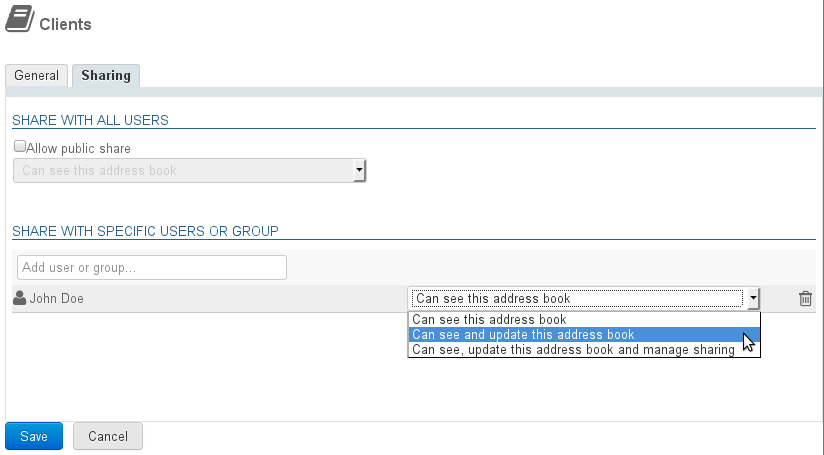 Clients
General
Sharing
SHARE WITH ALL USERS
Allow public share
Can see this address book
SHARE WITH SPECIFIC USERS OR GROUP
Add user or group...
John Doe
Can see this address book
Can see this address book
Can see and update this address book
Can see, update this address book and manage sharing
Save
Cancel